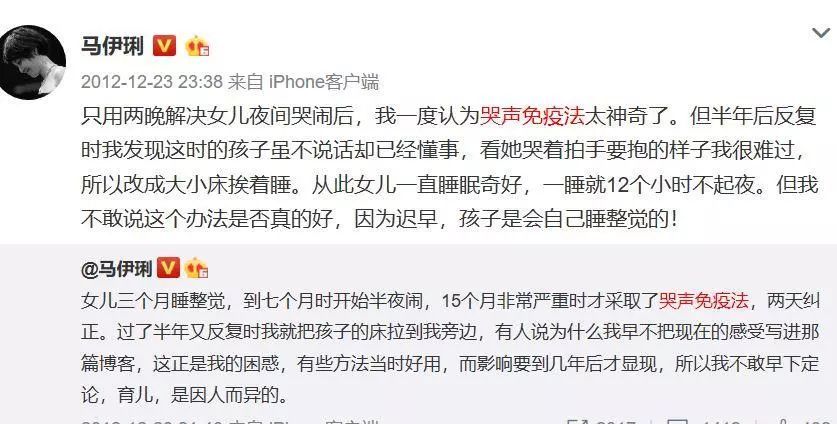 马伊琍
2012-12-23 23:38 来自 iPhone客户端
只用两晚解决女儿夜间哭闹后，我一度认为哭声免疫法太神奇了。但半年后反复
时我发现这时的孩子虽不说话却已经懂事，看她哭着拍手要抱的样子我很难过，
所以改成大小床挨着睡。从此女儿一直睡眠奇好，一睡就12个小时不起夜。但我
不敢说这个办法是否真的好，因为迟早，孩子是会自己睡整觉的！
@马伊琍
女儿三个月睡整觉，到七个月时开始半夜闹，15个月非常严重时才采取了哭声免疫法，两天纠
正。过了半年又反复时我就把孩子的床拉到我旁边，有人说为什么我早不把现在的感受写进那
篇博客，这正是我的困惑，有些方法当时好用，而影响要到几年后才显现，所以我不敢早下定
论，育儿，是因人而异的。